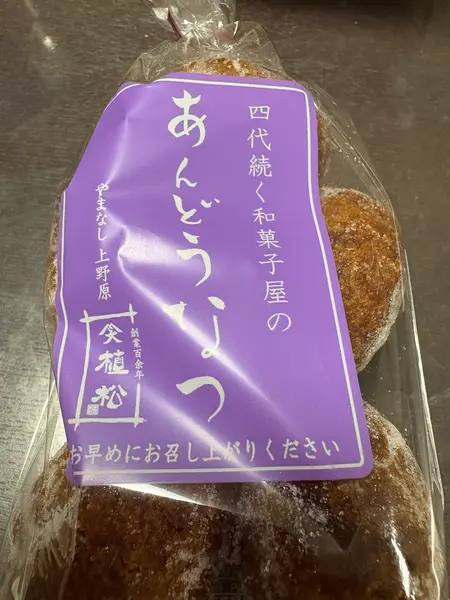 四代続く和菓子屋の
あんどうなつ
やまなし 上野原
創業百余年
植松
お早めにお召し上がりください